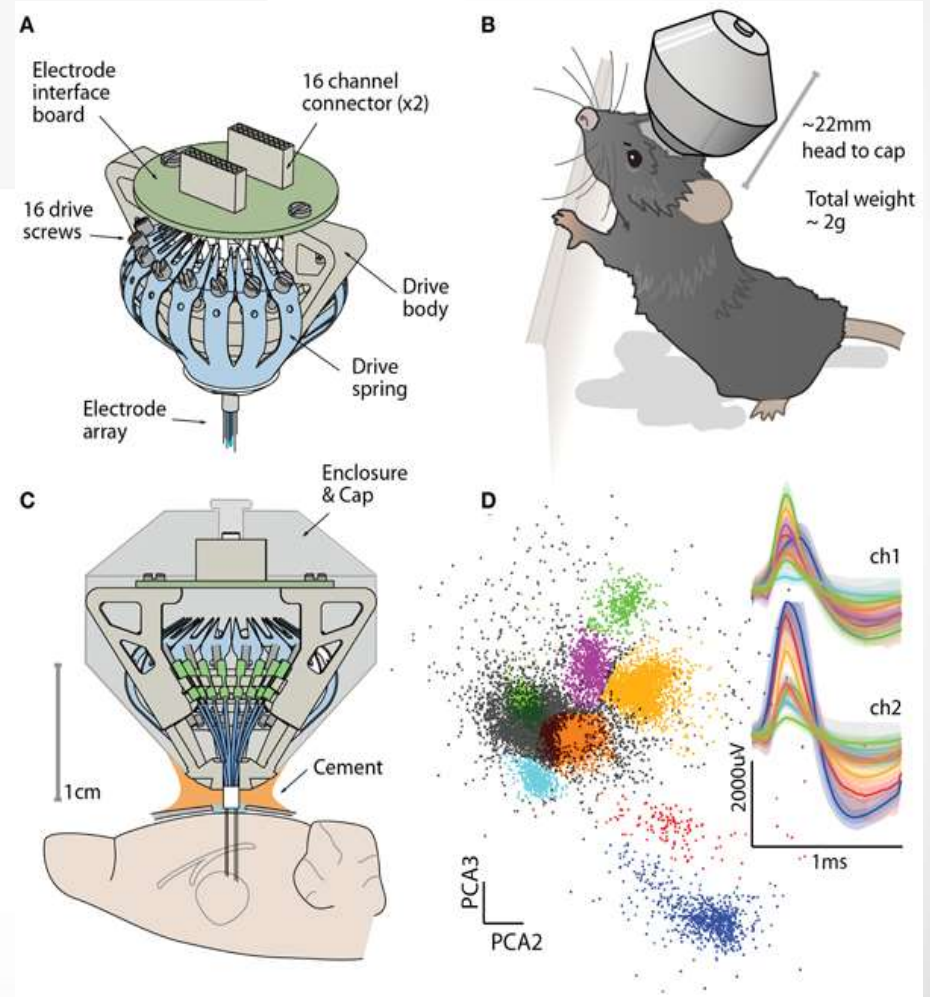 A
Electrode
interface
board
16 channel
connector (x2)
16 drive
screws
Drive
body
Drive
spring
Electrode
array
B
~22mm
head to cap
Total weight
~ 2g
C
Enclosure
& Cap
Cement
1cm
D
ch1
ch2
2000uV
1ms
PCA3
PCA2